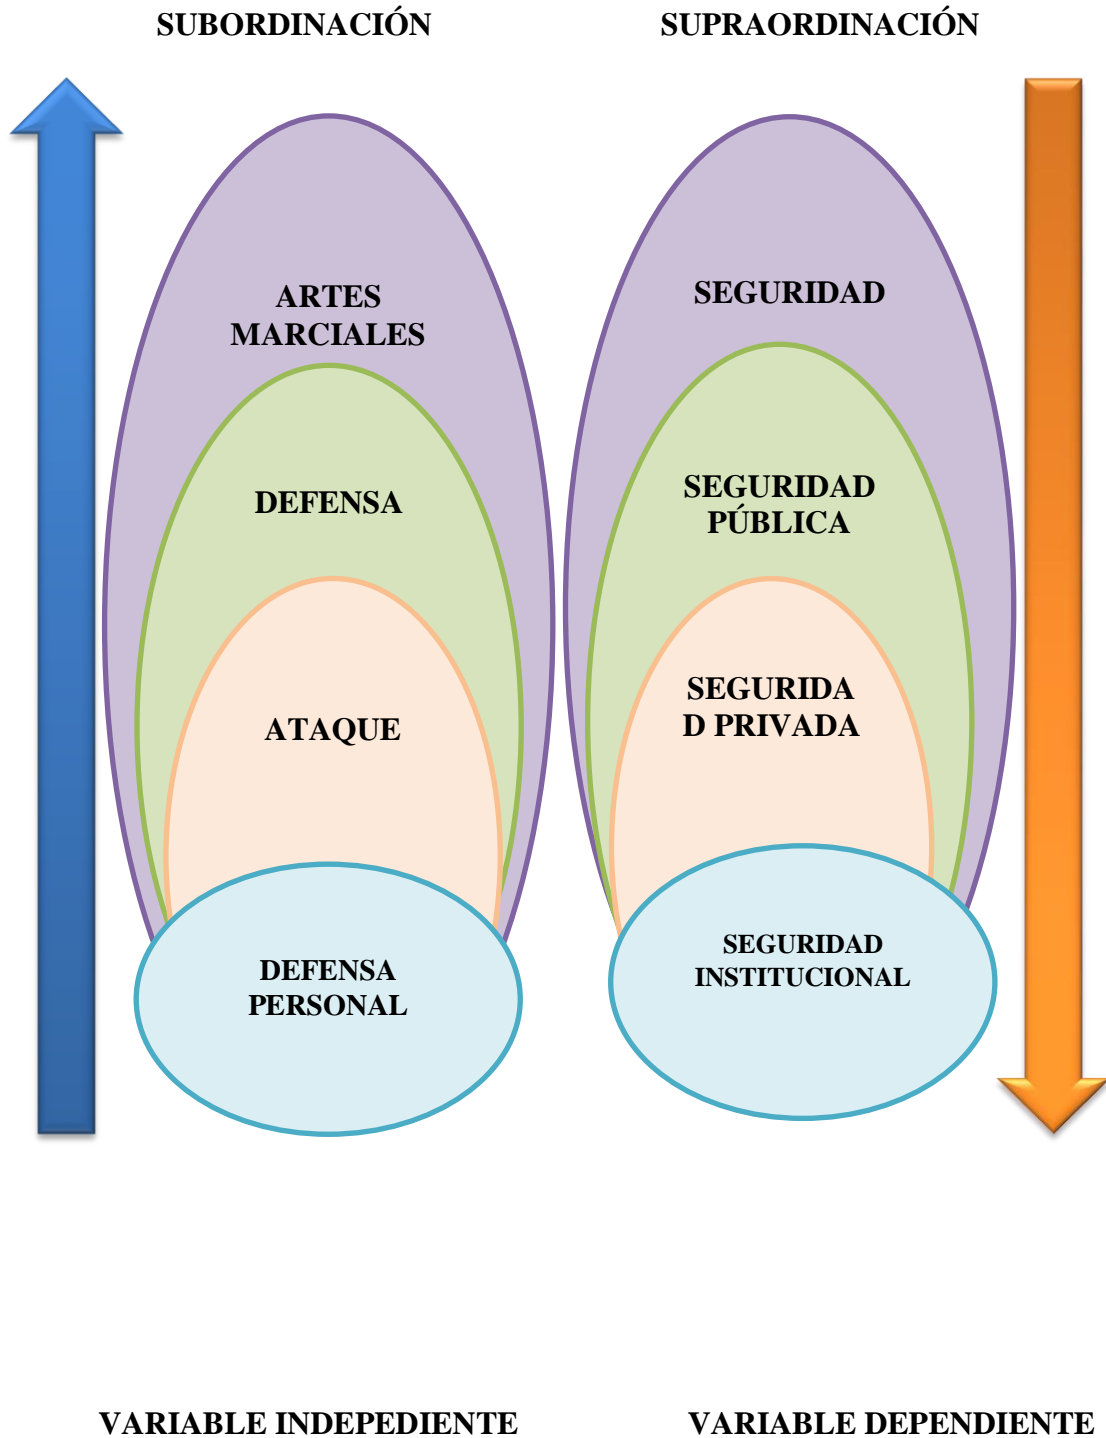 SUBORDINACIÓN
SUPRAORDINACIÓN
ARTES
MARCIALES
DEFENSA
ATAQUE
DEFENSA
PERSONAL
SEGURIDAD
SEGURIDAD
PÚBLICA
SEGURIDA
D PRIVADA
SEGURIDAD
INSTITUCIONAL
VARIABLE INDEPEDIENTE
VARIABLE DEPENDIENTE